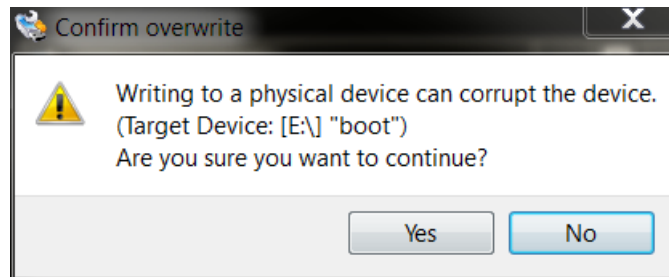 Confirm overwrite
X
Writing to a physical device can corrupt the device.
(Target Device: [E:\] "boot")
Are you sure you want to continue?
Yes
No